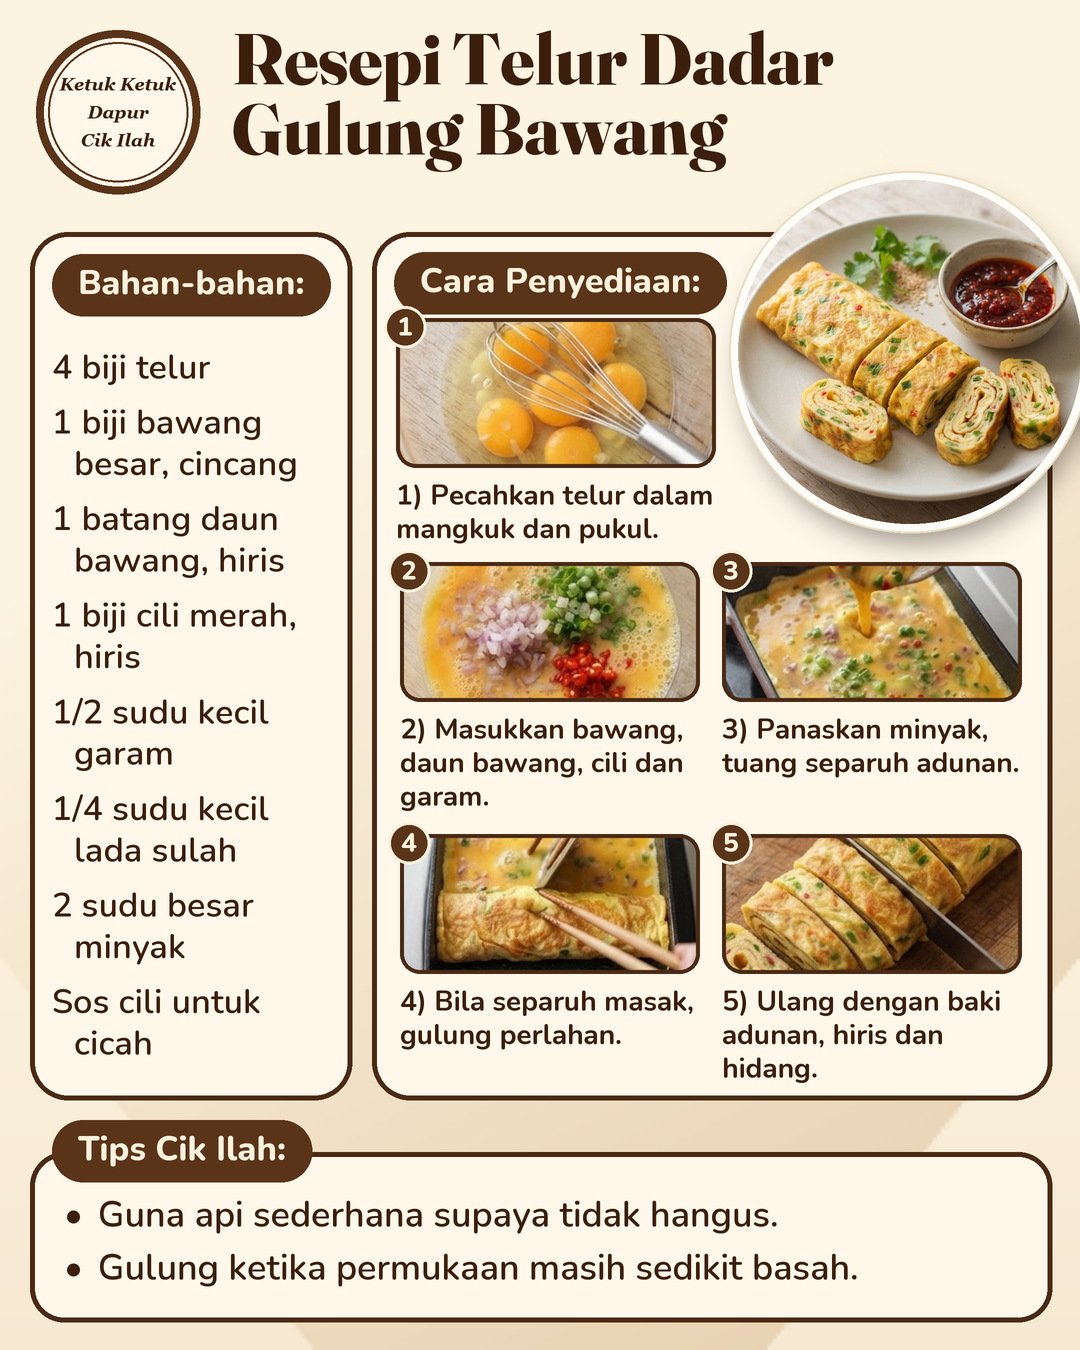 Ketuk Ketuk
Dapur
Cik Ilah
Resepi Telur Dadar
Gulung Bawang
Bahan-bahan:
4 biji telur
1 biji bawang
besar, cincang
1 batang daun
bawang, hiris
1 biji cili merah,
hiris
1/2 sudu kecil
garam
1/4 sudu kecil
lada sulah
2 sudu besar
minyak
Sos cili untuk
cicah
Cara Penyediaan:
1
1) Pecahkan telur dalam
mangkuk dan pukul.
2
2) Masukkan bawang,
daun bawang, cili dan
garam.
3
3) Panaskan minyak,
tuang separuh adunan.
4
4) Bila separuh masak,
gulung perlahan.
5
5) Ulang dengan baki
adunan, hiris dan
hidang.
Tips Cik Ilah:
• Guna api sederhana supaya tidak hangus.
• Gulung ketika permukaan masih sedikit basah.